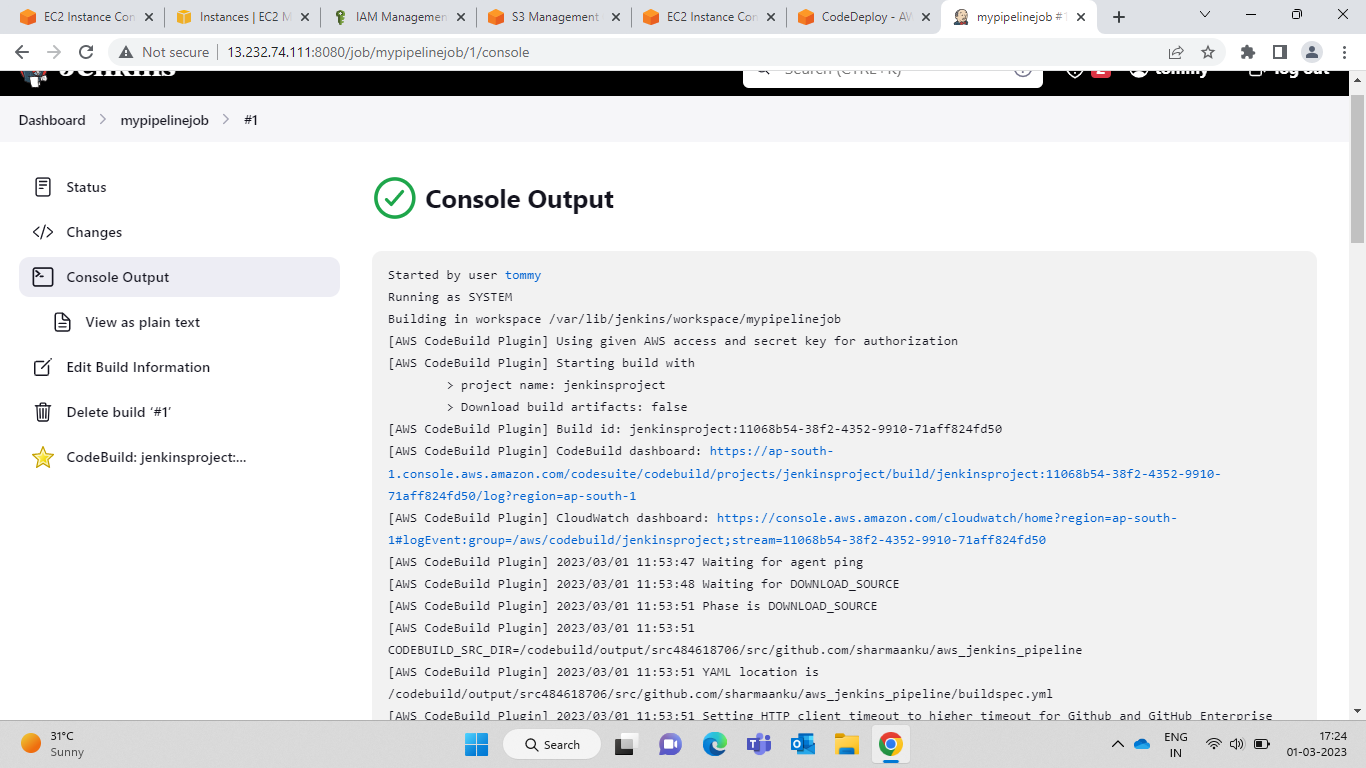 EC2 Instance Con
Instances | EC2 M
IAM Managemen
S3 Management
EC2 Instance Con
CodeDeploy - AW
mypipelinejob #1
Not secure
13.232.74.111:8080/job/mypipelinejob/1/console
Jenkins
Search (CTRL+K)
2
tommy
log out
Dashboard
mypipelinejob
#1
Status
Changes
Console Output
View as plain text
Edit Build Information
Delete build ‘#1’
CodeBuild: jenkinsproject:...
Console Output
Started by user tommy
Running as SYSTEM
Building in workspace /var/lib/jenkins/workspace/mypipelinejob
[AWS CodeBuild Plugin] Using given AWS access and secret key for authorization
[AWS CodeBuild Plugin] Starting build with
> project name: jenkinsproject
> Download build artifacts: false
[AWS CodeBuild Plugin] Build id: jenkinsproject:11068b54-38f2-4352-9910-71aff824fd50
[AWS CodeBuild Plugin] CodeBuild dashboard: https://ap-south-
1.console.aws.amazon.com/codesuite/codebuild/projects/jenkinsproject/build/jenkinsproject:11068b54-38f2-4352-9910-
71aff824fd50/log?region=ap-south-1
[AWS CodeBuild Plugin] CloudWatch dashboard: https://console.aws.amazon.com/cloudwatch/home?region=ap-south-
1#logEvent:group=/aws/codebuild/jenkinsproject;stream=11068b54-38f2-4352-9910-71aff824fd50
[AWS CodeBuild Plugin] 2023/03/01 11:53:47 Waiting for agent ping
[AWS CodeBuild Plugin] 2023/03/01 11:53:48 Waiting for DOWNLOAD_SOURCE
[AWS CodeBuild Plugin] 2023/03/01 11:53:51 Phase is DOWNLOAD_SOURCE
[AWS CodeBuild Plugin] 2023/03/01 11:53:51
CODEBUILD_SRC_DIR=/codebuild/output/src484618706/src/github.com/sharmaanku/aws_jenkins_pipeline
[AWS CodeBuild Plugin] 2023/03/01 11:53:51 YAML location is
/codebuild/output/src484618706/src/github.com/sharmaanku/aws_jenkins_pipeline/buildspec.yml
[AWS CodeBuild Plugin] 2023/03/01 11:53:51 Setting HTTP client timeout to higher timeout for Github and GitHub Enterprise
31°C
Sunny
Search
ENG
IN
17:24
01-03-2023